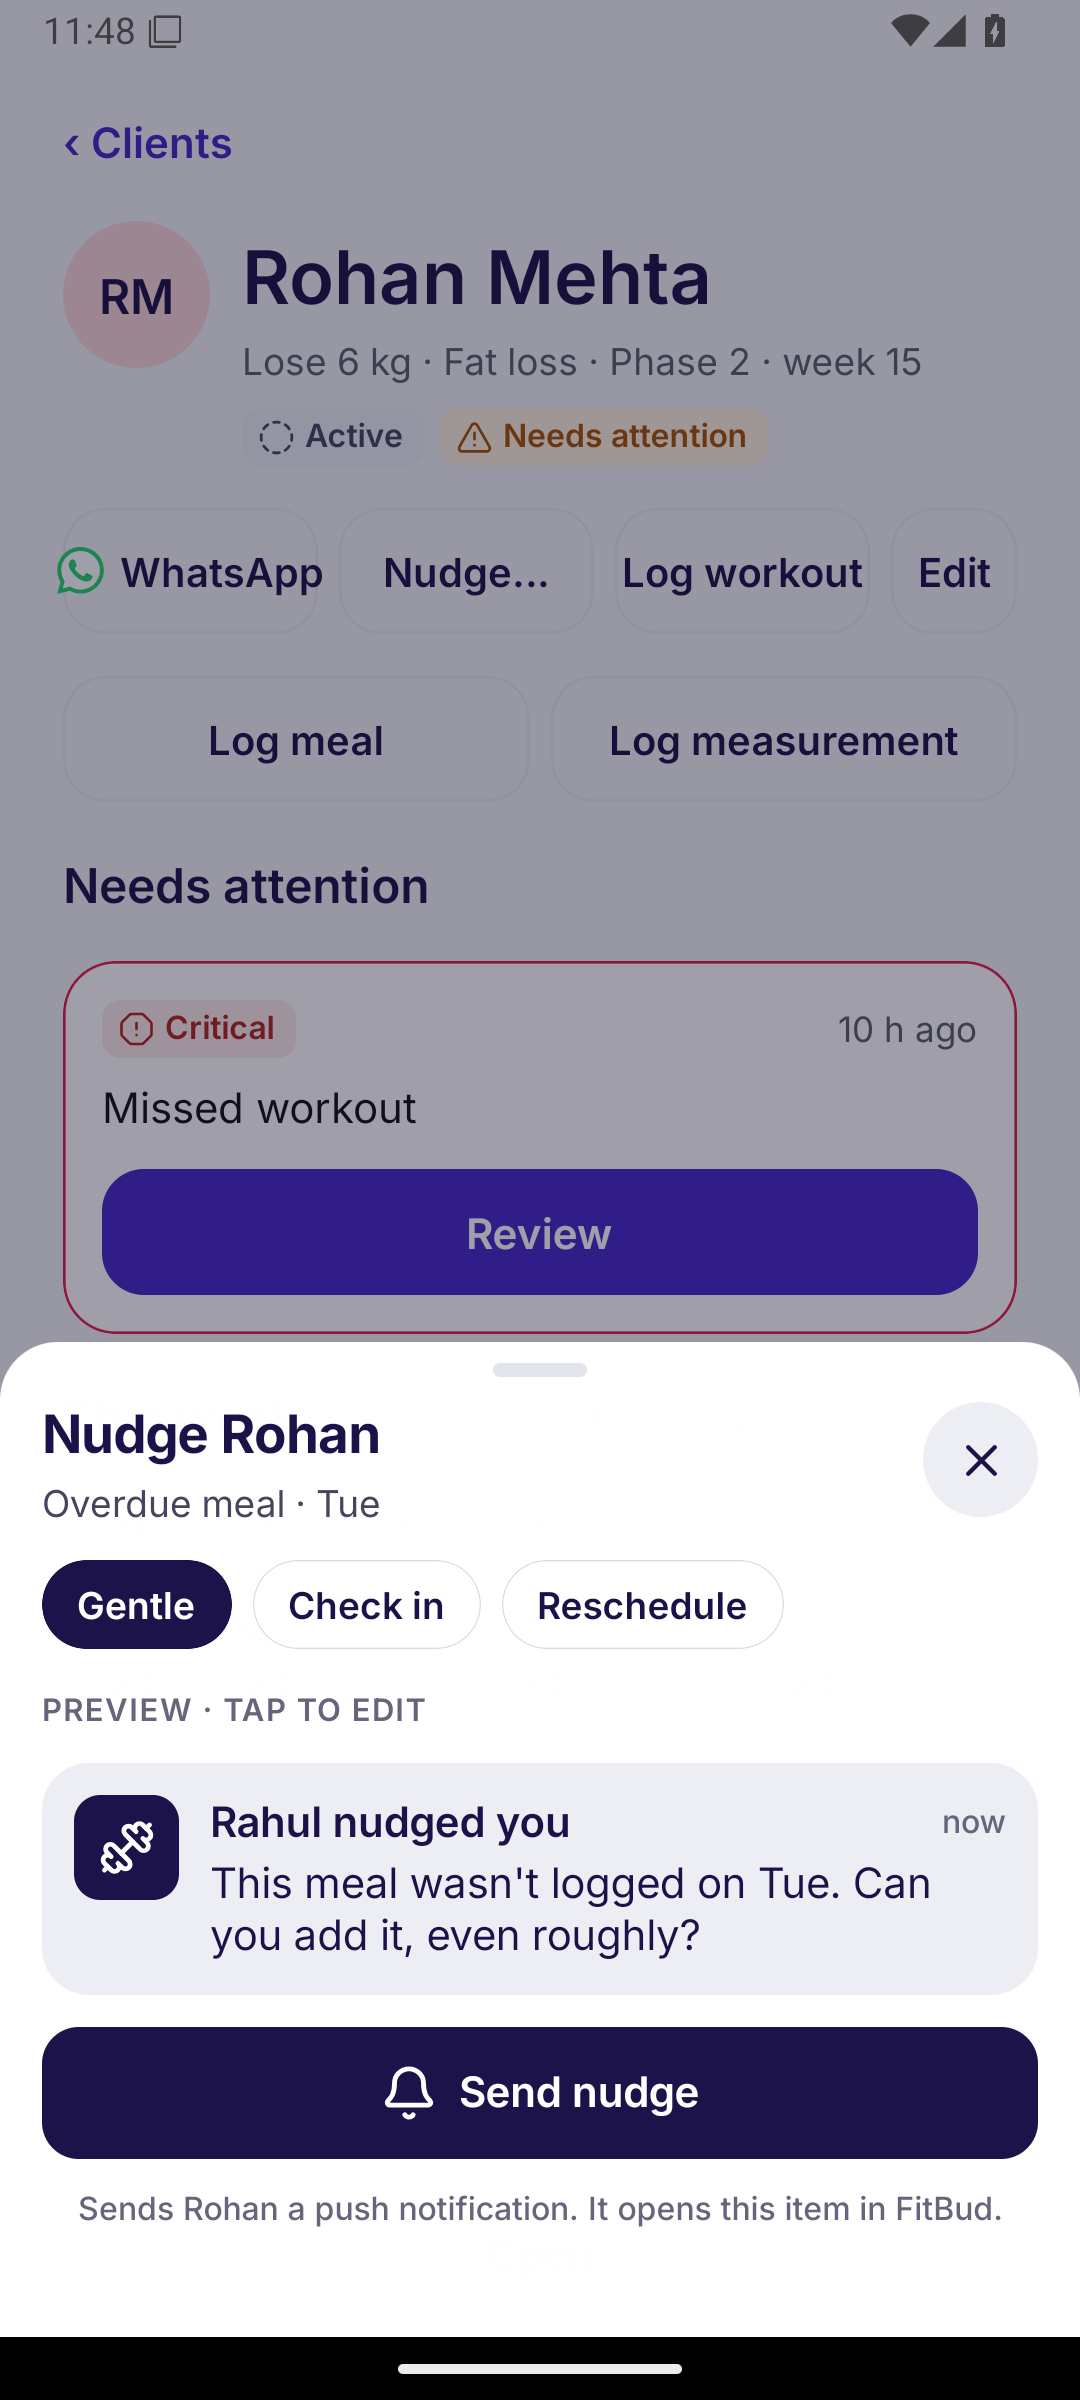 11:48
‹ Clients
RM
Rohan Mehta
Lose 6 kg · Fat loss · Phase 2 · week 15
Active
Needs attention
WhatsApp
Nudge...
Log workout
Edit
Log meal
Log measurement
Needs attention
Critical
10 h ago
Missed workout
Review
Nudge Rohan
Overdue meal · Tue
Gentle
Check in
Reschedule
PREVIEW · TAP TO EDIT
Rahul nudged you
now
This meal wasn't logged on Tue. Can
you add it, even roughly?
Send nudge
Sends Rohan a push notification. It opens this item in FitBud.